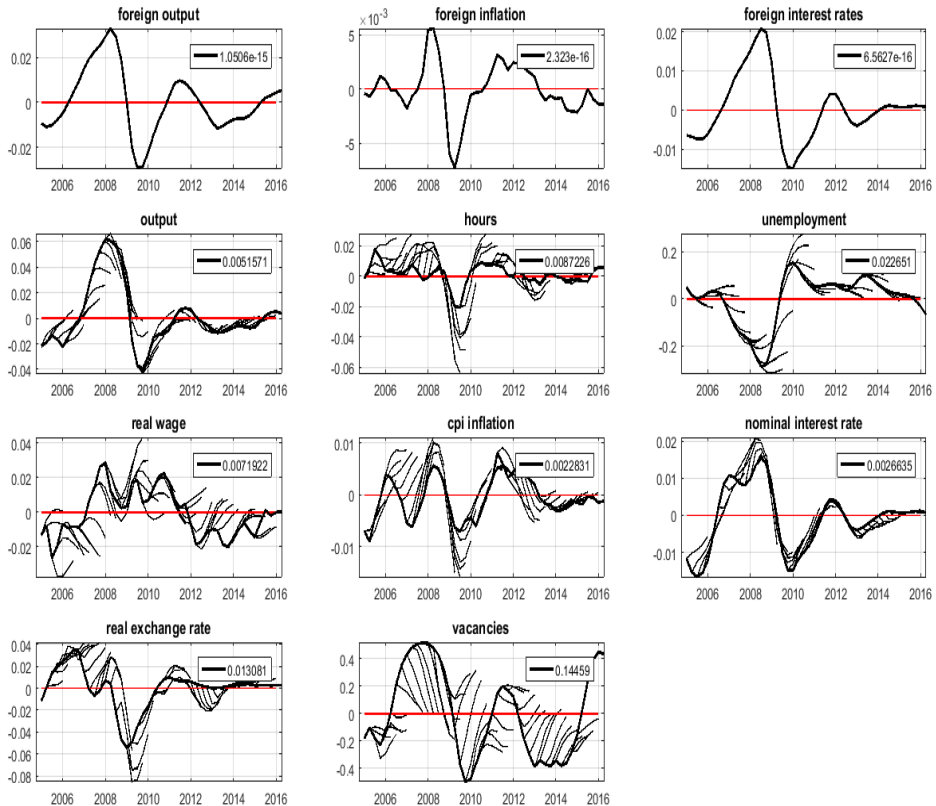 foreign output
0.02
0
-0.02
1.0506e-15
2006 2008 2010 2012 2014 2016
foreign inflation
×10⁻³
5
0
-5
2.323e-16
2006 2008 2010 2012 2014 2016
foreign interest rates
0.02
0.01
0
-0.01
6.5627e-16
2006 2008 2010 2012 2014 2016
output
0.06
0.04
0.02
0
-0.02
-0.04
0.0051571
2006 2008 2010 2012 2014 2016
hours
0.02
0
-0.02
-0.04
-0.06
0.0087226
2006 2008 2010 2012 2014 2016
unemployment
0.2
0
-0.2
0.022651
2006 2008 2010 2012 2014 2016
real wage
0.04
0.02
0
-0.02
0.0071922
2006 2008 2010 2012 2014 2016
cpi inflation
0.01
0
-0.01
0.0022831
2006 2008 2010 2012 2014 2016
nominal interest rate
0.02
0.01
0
-0.01
0.0026635
2006 2008 2010 2012 2014 2016
real exchange rate
0.04
0.02
0
-0.02
-0.04
-0.06
-0.08
0.013081
2006 2008 2010 2012 2014 2016
vacancies
0.4
0.2
0
-0.2
-0.4
0.14459
2006 2008 2010 2012 2014 2016